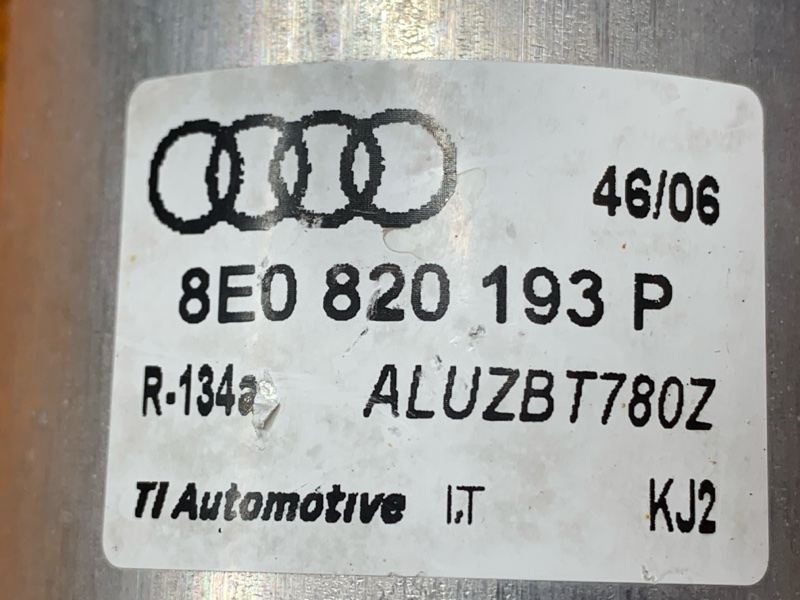 46/06
8E0 820 193 P
R-134a ALUZBT780Z
TI Automotive I.T KJ2